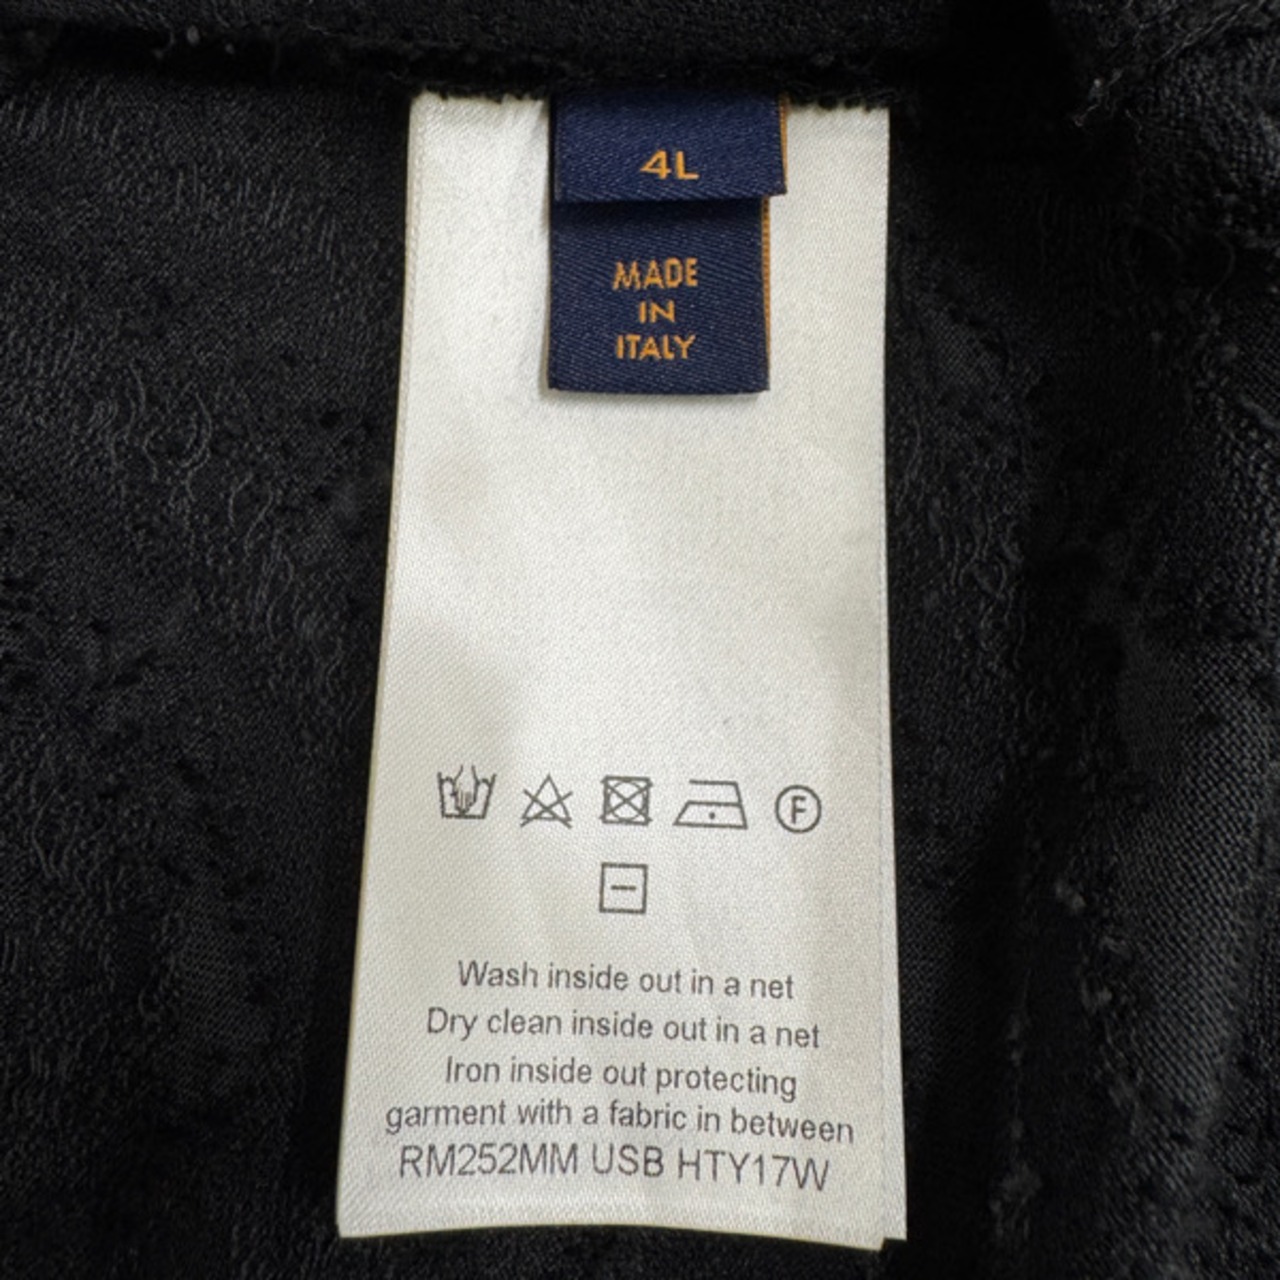 4L
MADE
IN
ITALY
F
Wash inside out in a net
Dry clean inside out in a net
Iron inside out protecting
garment with a fabric in between
RM252MM USB HTY17W